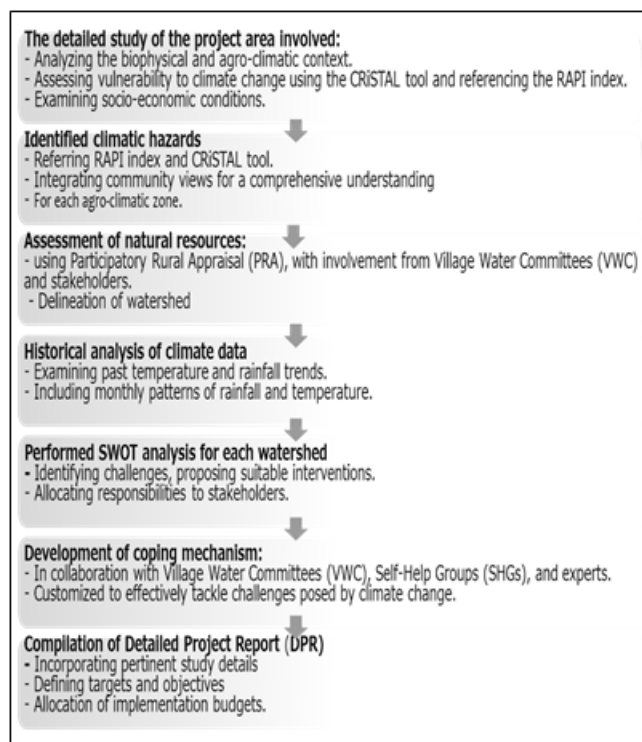 The detailed study of the project area involved:
- Analyzing the biophysical and agro-climatic context.
- Assessing vulnerability to climate change using the CRiSTAL tool and referencing the RAPI index.
- Examining socio-economic conditions.
Identified climatic hazards
- Referring RAPI index and CRiSTAL tool.
- Integrating community views for a comprehensive understanding
- For each agro-climatic zone.
Assessment of natural resources:
- using Participatory Rural Appraisal (PRA), with involvement from Village Water Committees (VWC)
and stakeholders.
- Delineation of watershed
Historical analysis of climate data
- Examining past temperature and rainfall trends.
- Including monthly patterns of rainfall and temperature.
Performed SWOT analysis for each watershed
- Identifying challenges, proposing suitable interventions.
- Allocating responsibilities to stakeholders.
Development of coping mechanism:
- In collaboration with Village Water Committees (VWC), Self-Help Groups (SHGs), and experts.
- Customized to effectively tackle challenges posed by climate change.
Compilation of Detailed Project Report (DPR)
- Incorporating pertinent study details
- Defining targets and objectives
- Allocation of implementation budgets.